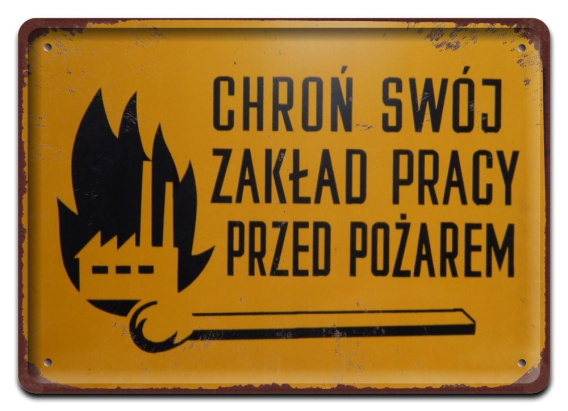 CHROŃ SWÓJ
ZAKŁAD PRACY
PRZED POŻAREM